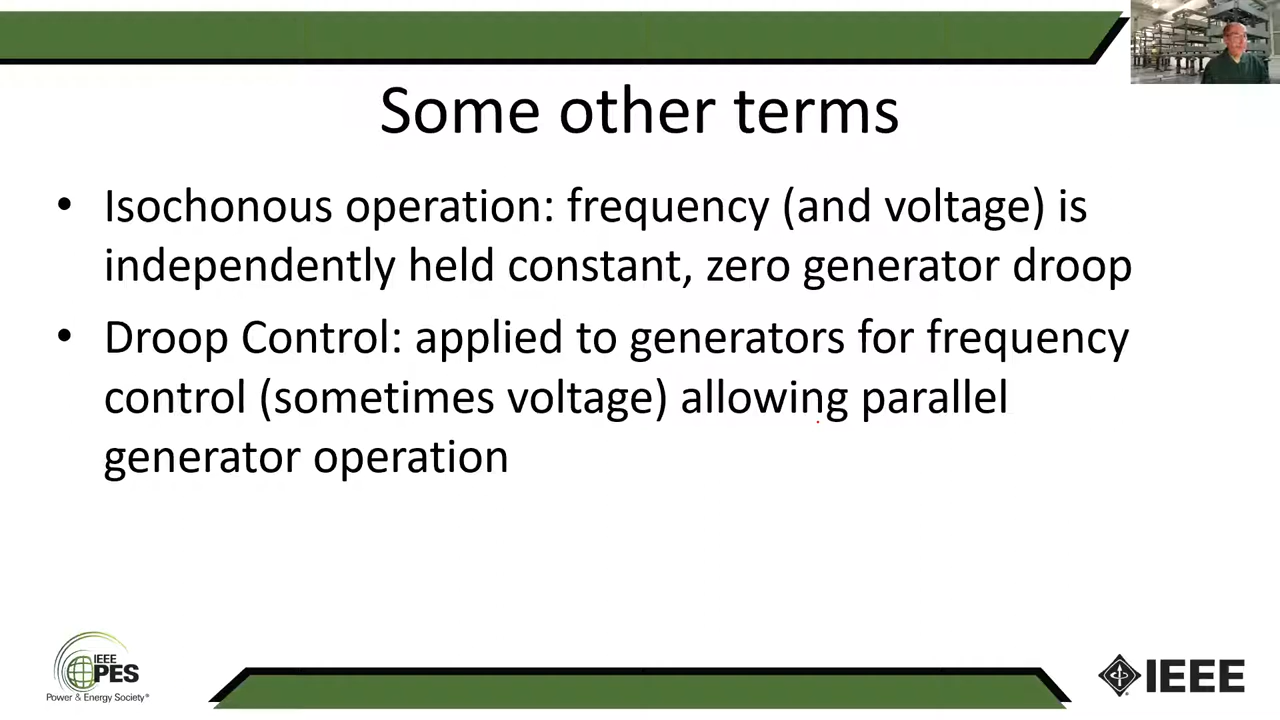 Some other terms
• Isochonous operation: frequency (and voltage) is
independently held constant, zero generator droop
• Droop Control: applied to generators for frequency
control (sometimes voltage) allowing parallel
generator operation
IEEE
PES
Power & Energy Society®
IEEE